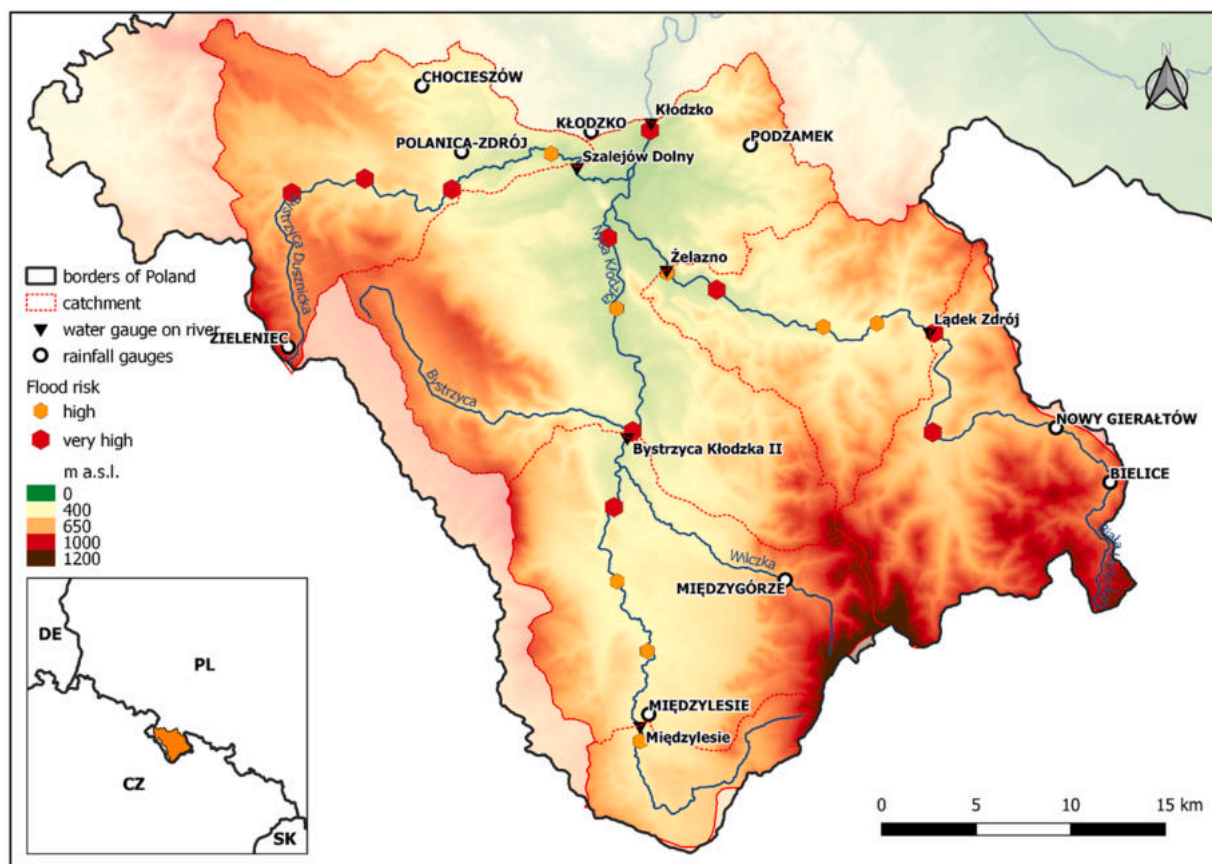 N
CHOCIESZÓW
KŁODZKO
Kłodzko
POLANICA-ZDRÓJ
PODZAMEK
Szalejów Dolny
Bystrzyca Dusznicka
Nysa Kłodzka
Żelazno
borders of Poland
catchment
water gauge on river
rainfall gauges
ZIELENIEC
Lądek Zdrój
Flood risk
high
very high
Bystrzyca
NOWY GIERAŁTÓW
Bystrzyca Kłodzka II
BIELICE
m a.s.l.
0
400
650
1000
1200
Wilczka
MIĘDZYGÓRZE
DE
PL
CZ
SK
MIĘDZYLESIE
Międzylesie
0 5 10 15 km